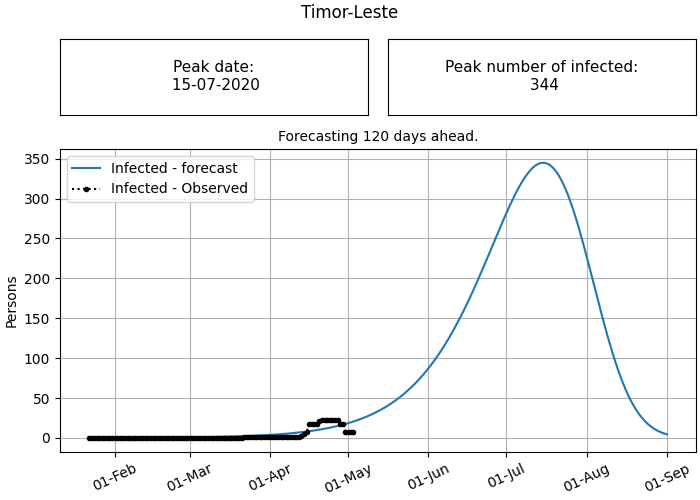 Timor-Leste
Peak date:
15-07-2020
Peak number of infected:
344
Forecasting 120 days ahead.
Infected - forecast
Infected - Observed
350
300
250
200
150
100
50
0
Persons
01-Feb
01-Mar
01-Apr
01-May
01-Jun
01-Jul
01-Aug
01-Sep